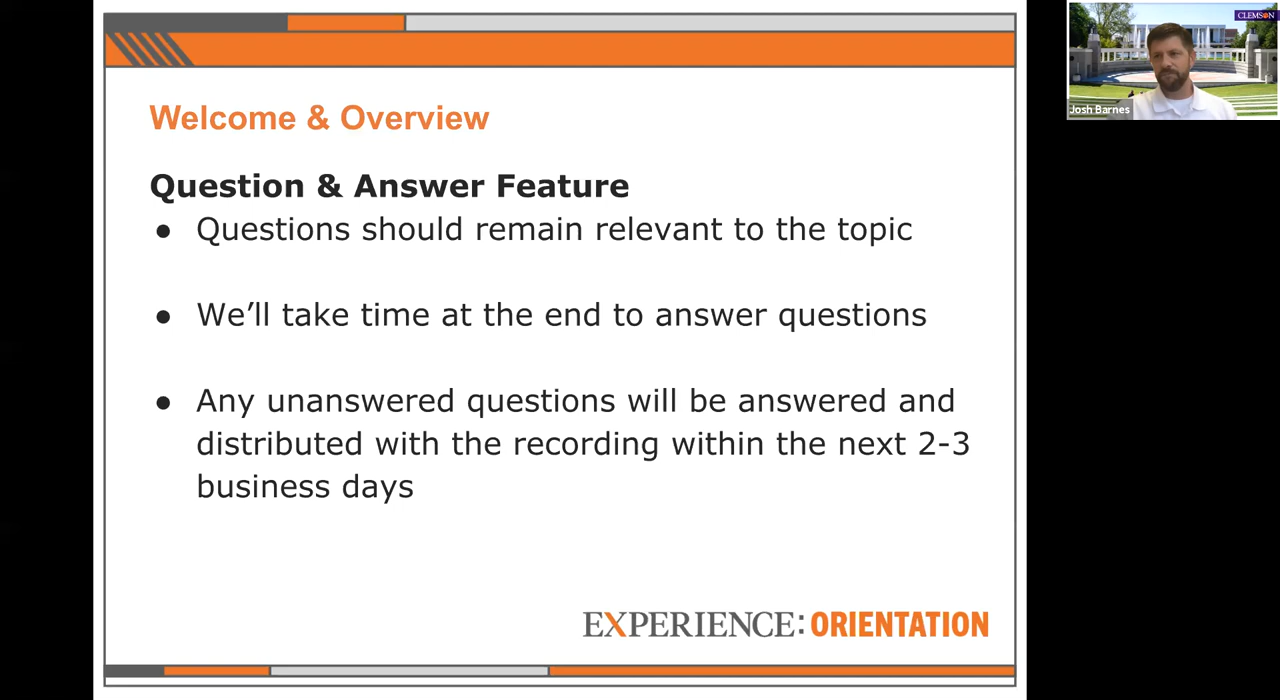 Welcome & Overview
Question & Answer Feature
● Questions should remain relevant to the topic
● We’ll take time at the end to answer questions
● Any unanswered questions will be answered and
distributed with the recording within the next 2-3
business days
EXPERIENCE: ORIENTATION
CLEMSON
Josh Barnes